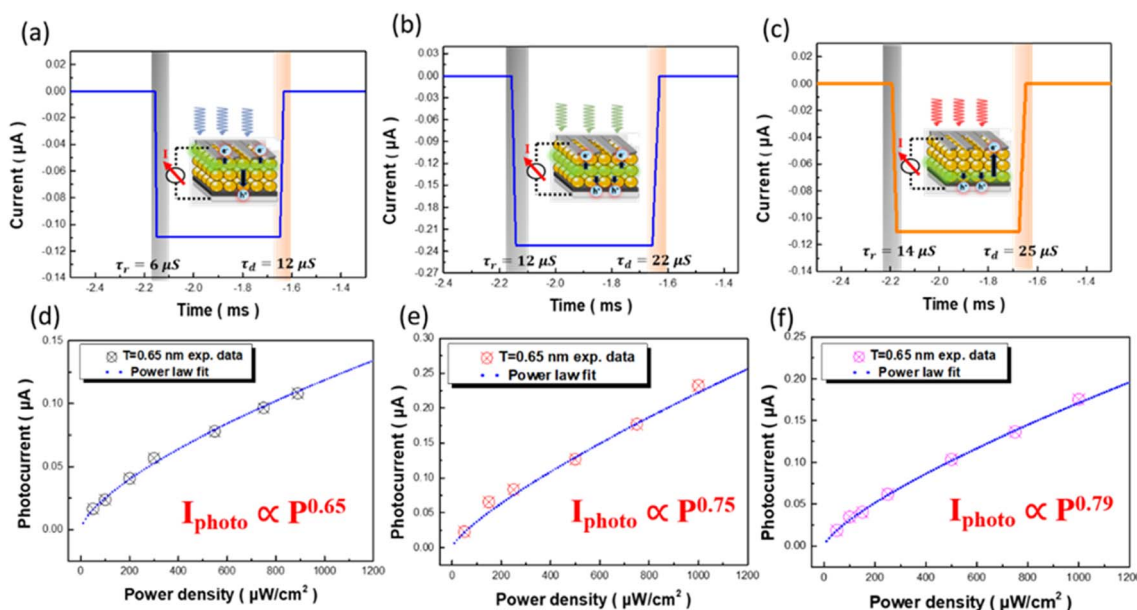 (a)
0.02
0.00
-0.02
-0.04
-0.06
-0.08
-0.10
-0.12
-0.14
Current ( µA )
I
e-
e-
h+
τr = 6 µS
τd = 12 µS
-2.4
-2.2
-2.0
-1.8
-1.6
-1.4
Time ( ms )
(b)
0.03
0.00
-0.03
-0.06
-0.09
-0.12
-0.15
-0.18
-0.21
-0.24
-0.27
Current ( µA )
I
e-
e-
h+
h+
τr = 12 µS
τd = 22 µS
-2.4
-2.2
-2.0
-1.8
-1.6
-1.4
Time ( ms )
(c)
0.02
0.00
-0.02
-0.04
-0.06
-0.08
-0.10
-0.12
Current ( µA )
I
e-
e-
h+
h+
τr = 14 µS
τd = 25 µS
-2.4
-2.2
-2.0
-1.8
-1.6
-1.4
Time ( ms )
(d)
0.15
0.10
0.05
0.00
Photocurrent ( µA )
T=0.65 nm exp. data
Power law fit
Iphoto ∝ P0.65
0
200
400
600
800
1000
1200
Power density ( µW/cm2 )
(e)
0.30
0.25
0.20
0.15
0.10
0.05
0.00
Photocurrent ( µA )
T=0.65 nm exp. data
Power law fit
Iphoto ∝ P0.75
0
200
400
600
800
1000
1200
Power density ( µW/cm2 )
(f)
0.25
0.20
0.15
0.10
0.05
0.00
Photocurrent ( µA )
T=0.65 nm exp. data
Power law fit
Iphoto ∝ P0.79
0
200
400
600
800
1000
1200
Power density ( µW/cm2 )